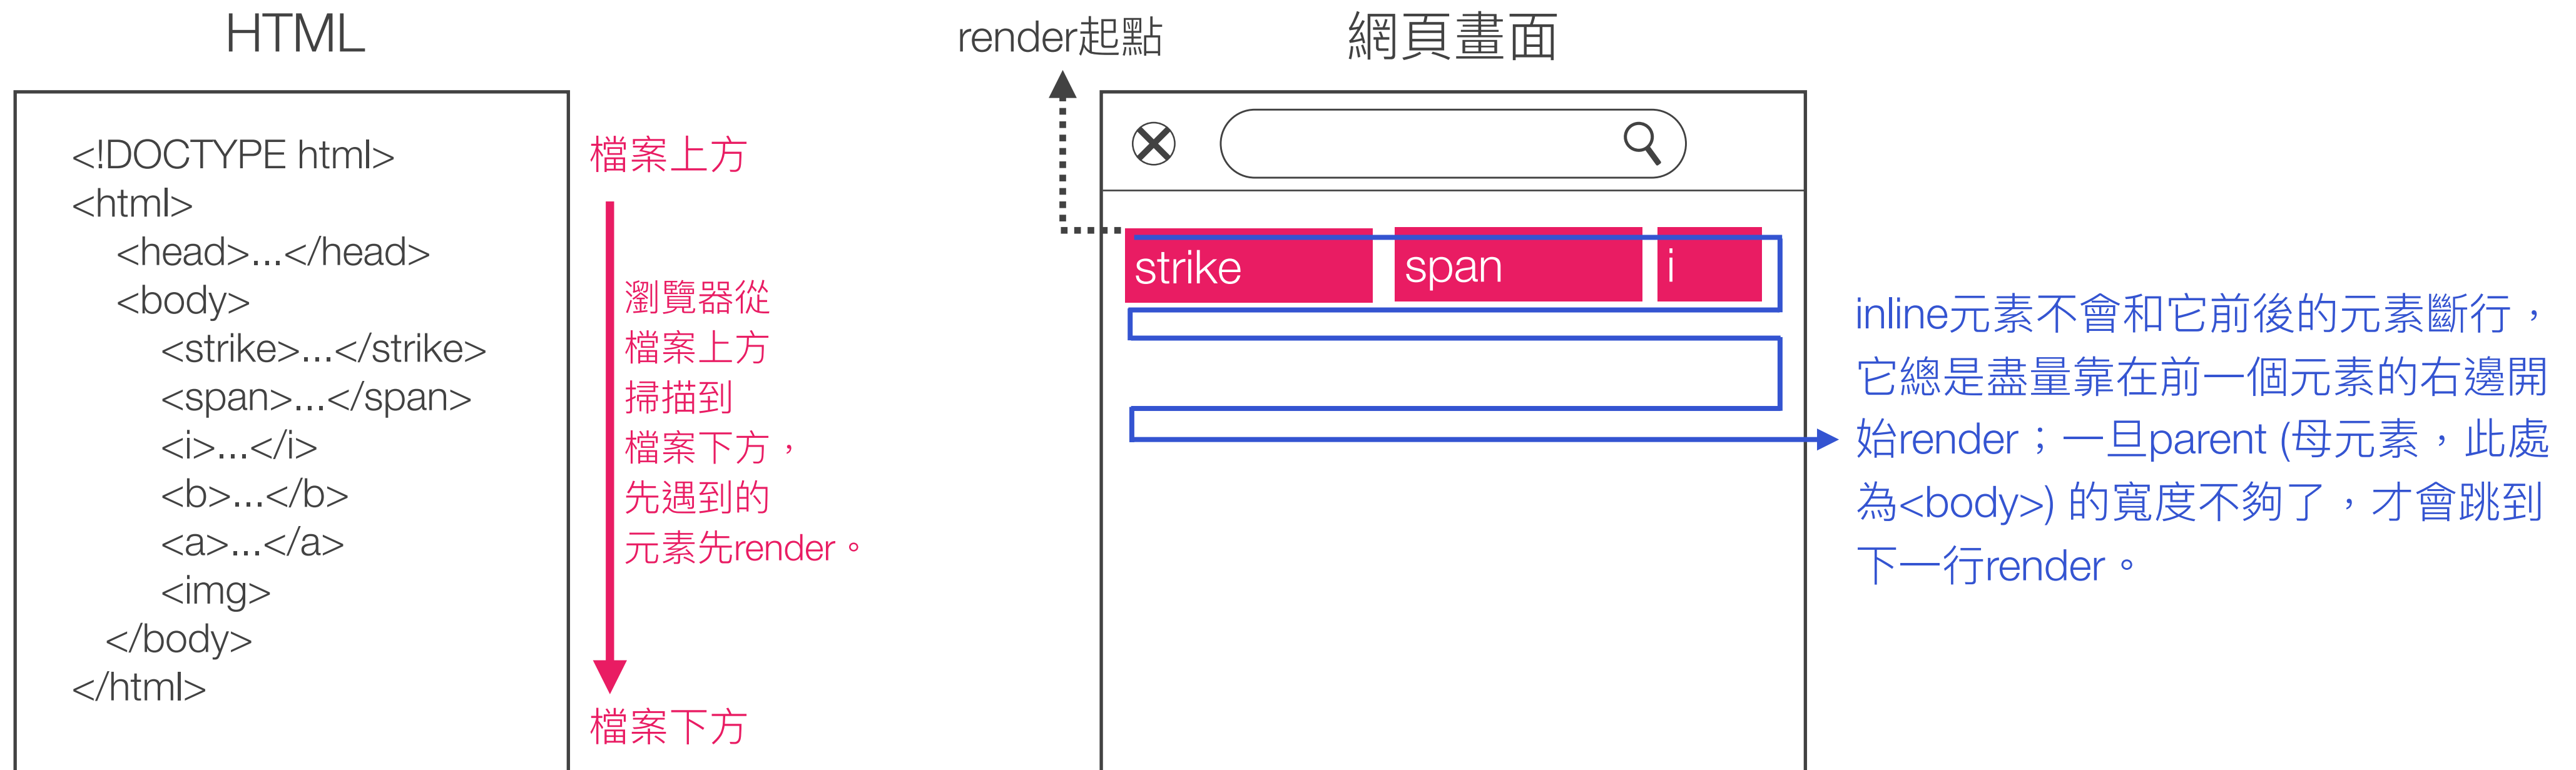 HTML
<!DOCTYPE html>
<html>
<head>...</head>
<body>
<strike>...</strike>
<span>...</span>
<i>...</i>
<b>...</b>
<a>...</a>
<img>
</body>
</html>
檔案上方
瀏覽器從
檔案上方
掃描到
檔案下方，
先遇到的
元素先render。
檔案下方
render起點
網頁畫面
strike
span
i
inline元素不會和它前後的元素斷行，
它總是盡量靠在前一個元素的右邊開
始render；一旦parent (母元素，此處
為<body>) 的寬度不夠了，才會跳到
下一行render。